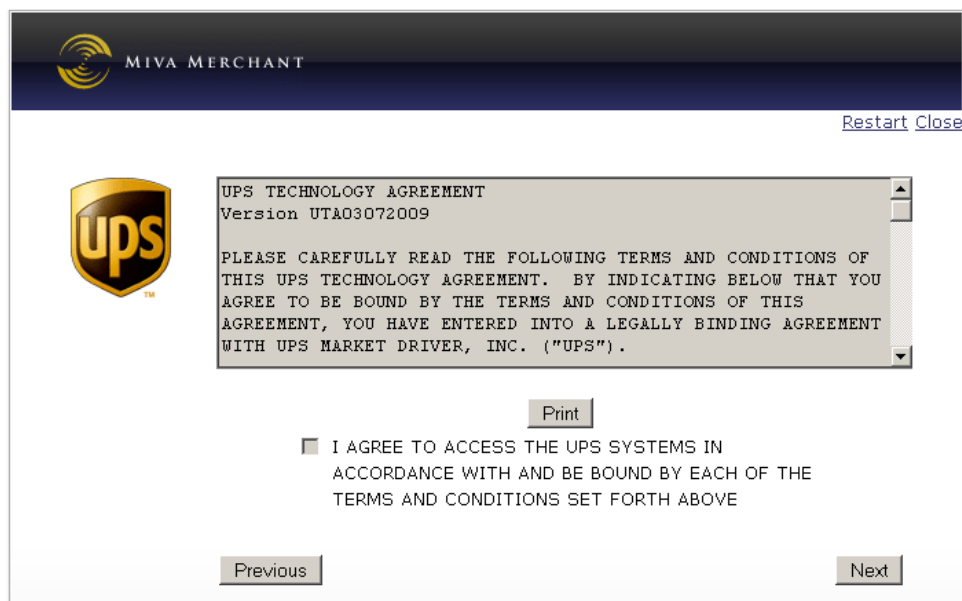 MIVA MERCHANT
Restart Close
ups
TM
UPS TECHNOLOGY AGREEMENT
Version UTA03072009
PLEASE CAREFULLY READ THE FOLLOWING TERMS AND CONDITIONS OF
THIS UPS TECHNOLOGY AGREEMENT.  BY INDICATING BELOW THAT YOU
AGREE TO BE BOUND BY THE TERMS AND CONDITIONS OF THIS
AGREEMENT, YOU HAVE ENTERED INTO A LEGALLY BINDING AGREEMENT
WITH UPS MARKET DRIVER, INC. ("UPS").
Print
I AGREE TO ACCESS THE UPS SYSTEMS IN
ACCORDANCE WITH AND BE BOUND BY EACH OF THE
TERMS AND CONDITIONS SET FORTH ABOVE
Previous
Next